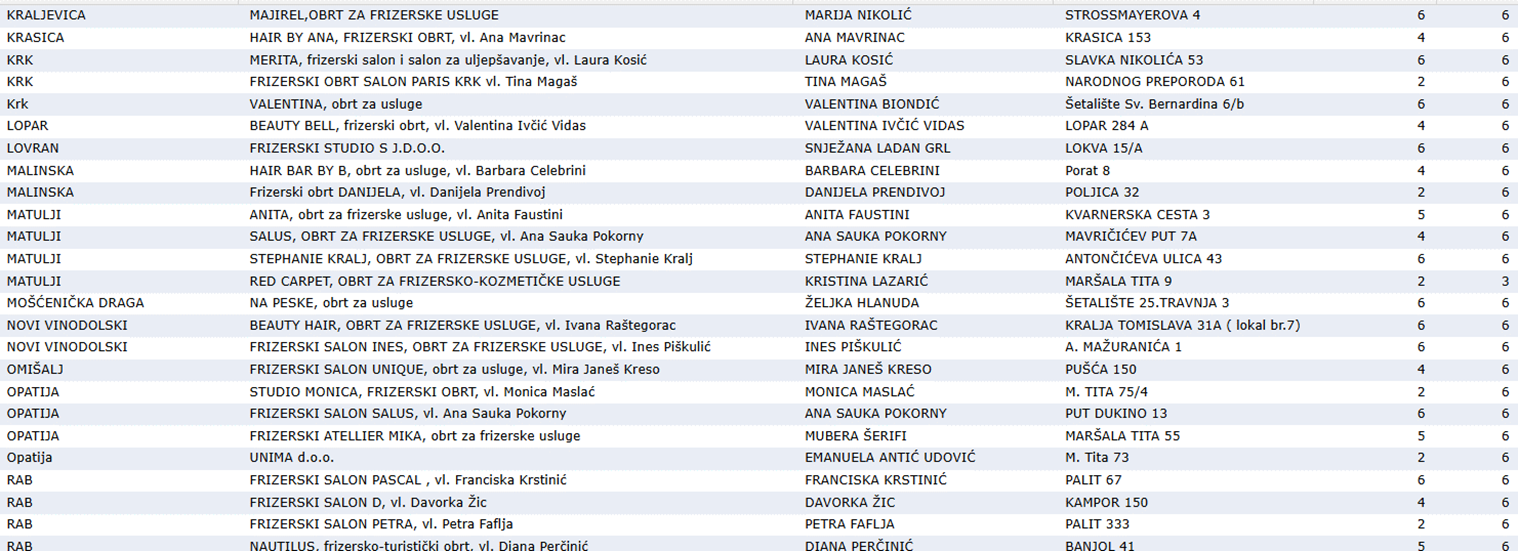 KRALJEVICA MAJIREL,OBRT ZA FRIZERSKE USLUGE MARIJA NIKOLIĆ STROSSMAYEROVA 4 6 6
KRASICA HAIR BY ANA, FRIZERSKI OBRT, vl. Ana Mavrinac ANA MAVRINAC KRASICA 153 4 6
KRK MERITA, frizerski salon i salon za uljepšavanje, vl. Laura Kosić LAURA KOSIĆ SLAVKA NIKOLIĆA 53 6 6
KRK FRIZERSKI OBRT SALON PARIS KRK vl. Tina Magaš TINA MAGAŠ NARODNOG PREPORODA 61 2 6
Krk VALENTINA, obrt za usluge VALENTINA BIONDIĆ Šetalište Sv. Bernardina 6/b 6 6
LOPAR BEAUTY BELL, frizerski obrt, vl. Valentina Ivčić Vidas VALENTINA IVČIĆ VIDAS LOPAR 284 A 4 6
LOVRAN FRIZERSKI STUDIO S J.D.O.O. SNJEŽANA LADAN GRL LOKVA 15/A 6 6
MALINSKA HAIR BAR BY B, obrt za usluge, vl. Barbara Celebrini BARBARA CELEBRINI Porat 8 4 6
MALINSKA Frizerski obrt DANIJELA, vl. Danijela Prendivoj DANIJELA PRENDIVOJ POLJICA 32 2 6
MATULJI ANITA, obrt za frizerske usluge, vl. Anita Faustini ANITA FAUSTINI KVARNERSKA CESTA 3 5 6
MATULJI SALUS, OBRT ZA FRIZERSKE USLUGE, vl. Ana Sauka Pokorny ANA SAUKA POKORNY MAVRIČIĆEV PUT 7A 4 6
MATULJI STEPHANIE KRALJ, OBRT ZA FRIZERSKE USLUGE, vl. Stephanie Kralj STEPHANIE KRALJ ANTONČIĆEVA ULICA 43 6 6
MATULJI RED CARPET, OBRT ZA FRIZERSKO-KOZMETIČKE USLUGE KRISTINA LAZARIĆ MARŠALA TITA 9 2 3
MOŠĆENIČKA DRAGA NA PESKE, obrt za usluge ŽELJKA HLANUDA ŠETALIŠTE 25.TRAVNJA 3 6 6
NOVI VINODOLSKI BEAUTY HAIR, OBRT ZA FRIZERSKE USLUGE, vl. Ivana Raštegorac IVANA RAŠTEGORAC KRALJA TOMISLAVA 31A ( lokal br.7) 6 6
NOVI VINODOLSKI FRIZERSKI SALON INES, OBRT ZA FRIZERSKE USLUGE, vl. Ines Piškulić INES PIŠKULIĆ A. MAŽURANIĆA 1 6 6
OMIŠALJ FRIZERSKI SALON UNIQUE, obrt za usluge, vl. Mira Janeš Kreso MIRA JANEŠ KRESO PUŠĆA 150 4 6
OPATIJA STUDIO MONICA, FRIZERSKI OBRT, vl. Monica Maslać MONICA MASLAĆ M. TITA 75/4 2 6
OPATIJA FRIZERSKI SALON SALUS, vl. Ana Sauka Pokorny ANA SAUKA POKORNY PUT DUKINO 13 6 6
OPATIJA FRIZERSKI ATELLIER MIKA, obrt za frizerske usluge MUBERA ŠERIFI MARŠALA TITA 55 5 6
Opatija UNIMA d.o.o. EMANUELA ANTIĆ UDOVIĆ M. Tita 73 2 6
RAB FRIZERSKI SALON PASCAL , vl. Franciska Krstinić FRANCISKA KRSTINIĆ PALIT 67 6 6
RAB FRIZERSKI SALON D, vl. Davorka Žic DAVORKA ŽIC KAMPOR 150 4 6
RAB FRIZERSKI SALON PETRA, vl. Petra Faflja PETRA FAFLJA PALIT 333 2 6
RAB NAUTILUS, frizersko-turistički obrt, vl. Diana Perčinić DIANA PERČINIĆ BANJOL 41 5 6